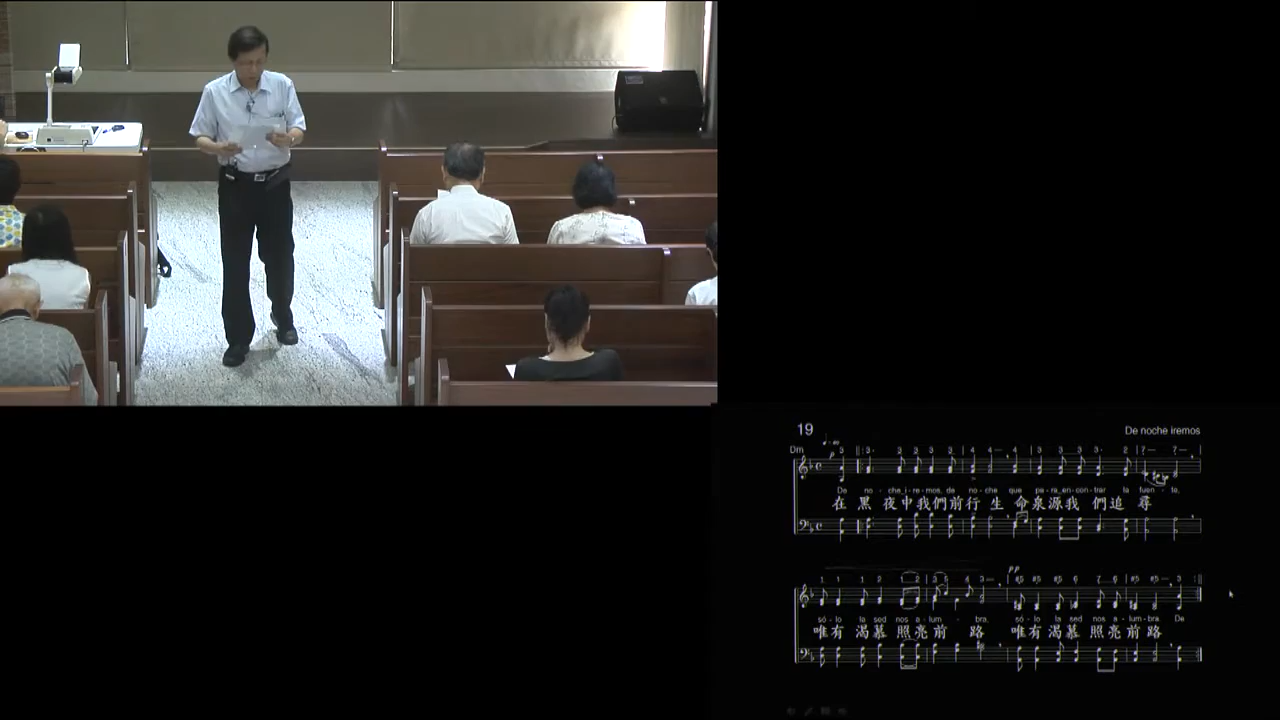 19
De noche iremos
Dm
De no - che_i - re - mos, de no - che que pa - ra_en - con - trar la fuen - te,
在黑夜中我們前行生命泉源我們追尋
pp
só - lo la sed nos a - lum - bra, só - lo la sed nos a - lum - bra De
唯有渴慕照亮前路 唯有渴慕照亮前路